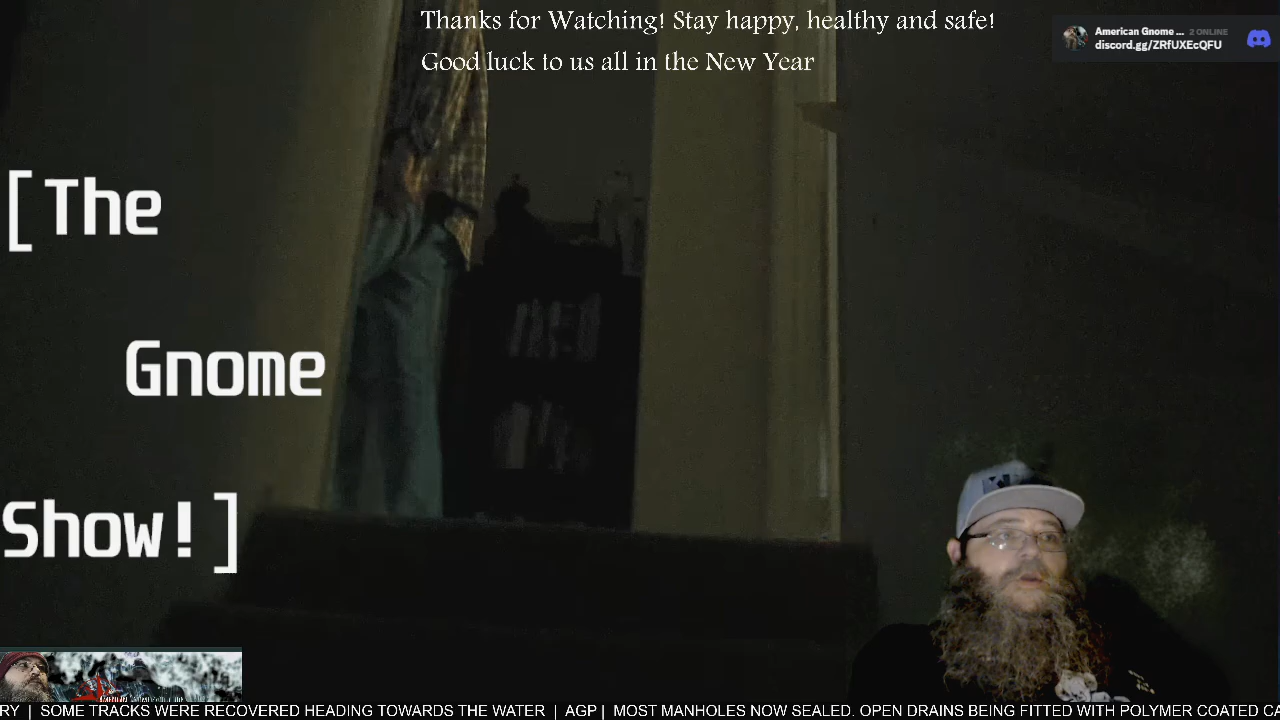 Thanks for Watching! Stay happy, healthy and safe!
Good luck to us all in the New Year
American Gnome ... 2 ONLINE
discord.gg/ZRfUXEcQFU
[The
Gnome
Show!]
RY | SOME TRACKS WERE RECOVERED HEADING TOWARDS THE WATER | AGP | MOST MANHOLES NOW SEALED. OPEN DRAINS BEING FITTED WITH POLYMER COATED CA